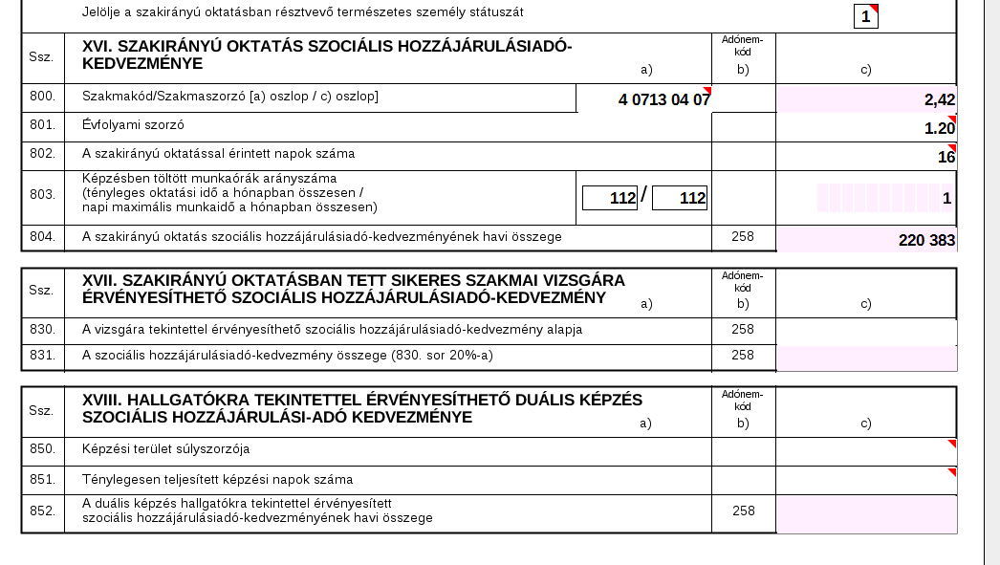 Jelölje a szakirányú oktatásban résztvevő természetes személy státuszát 1
Ssz. XVI. SZAKIRÁNYÚ OKTATÁS SZOCIÁLIS HOZZÁJÁRULÁSIADÓ-
KEDVEZMÉNYE
a)
Adónem-
kód
b)
c)
800. Szakmakód/Szakmaszorzó [a) oszlop / c) oszlop] 4 0713 04 07 2,42
801. Évfolyami szorzó 1.20
802. A szakirányú oktatással érintett napok száma 16
803. Képzésben töltött munkaórák arányszáma
(tényleges oktatási idő a hónapban összesen /
napi maximális munkaidő a hónapban összesen)
112 / 112 1
804. A szakirányú oktatás szociális hozzájárulásiadó-kedvezményének havi összege 258 220 383
Ssz. XVII. SZAKIRÁNYÚ OKTATÁSBAN TETT SIKERES SZAKMAI VIZSGÁRA
ÉRVÉNYESÍTHETŐ SZOCIÁLIS HOZZÁJÁRULÁSIADÓ-KEDVEZMÉNY
a)
Adónem-
kód
b)
c)
830. A vizsgára tekintettel érvényesíthető szociális hozzájárulásiadó-kedvezmény alapja 258
831. A szociális hozzájárulásiadó-kedvezmény összege (830. sor 20%-a) 258
Ssz. XVIII. HALLGATÓKRA TEKINTETTEL ÉRVÉNYESÍTHETŐ DUÁLIS KÉPZÉS
SZOCIÁLIS HOZZÁJÁRULÁSI-ADÓ KEDVEZMÉNYE
a)
Adónem-
kód
b)
c)
850. Képzési terület súlyszorzója
851. Ténylegesen teljesített képzési napok száma
852. A duális képzés hallgatókra tekintettel érvényesített
szociális hozzájárulásiadó-kedvezményének havi összege 258